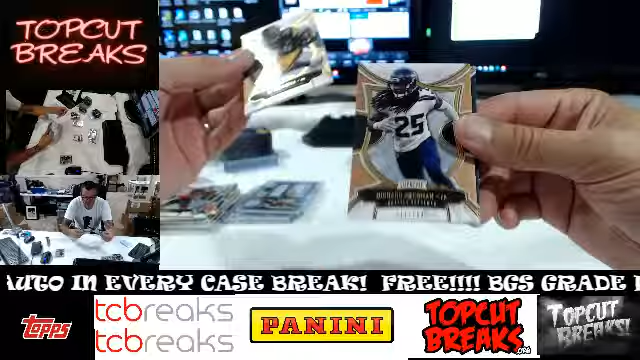 TOPCUT
BREAKS
25
AUTO IN EVERY CASE BREAK! FREE!!!! BGS GRADE
topps
tcbreaks
tcbreaks
PANINI
TOPCUT
BREAKS
.org
TOPCUT
BREAKS!